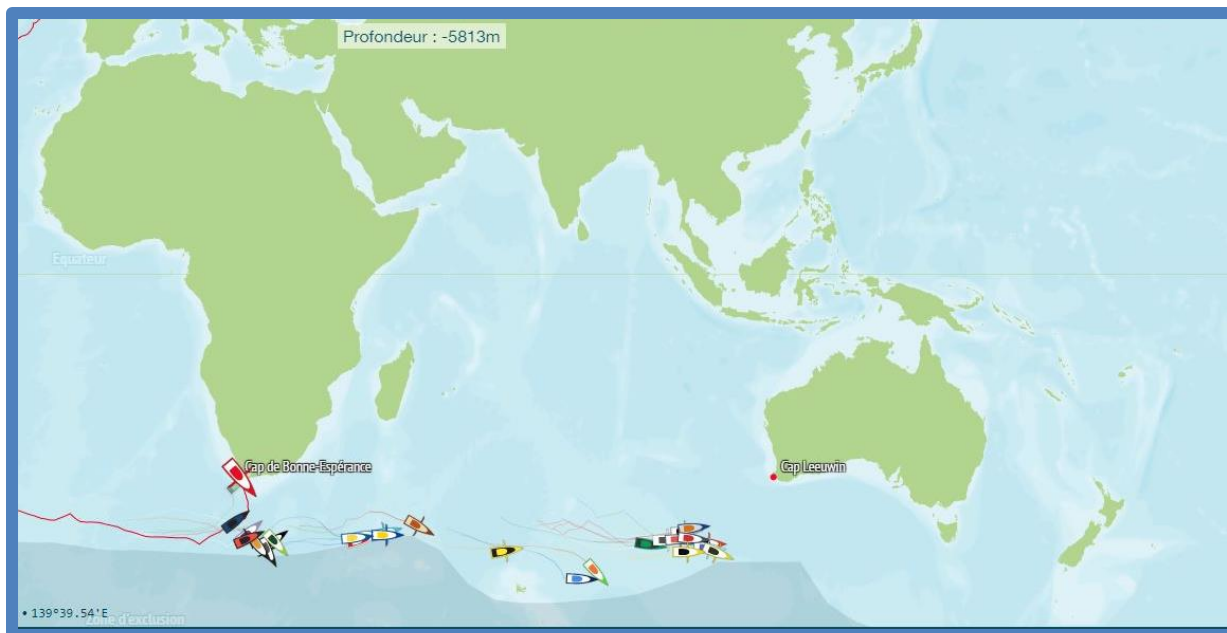 Profondeur : -5813m
Equateur
Cap de Bonne-Espérance
Cap Leeuwin
• 139°39.54'E
Zone d'exclusion